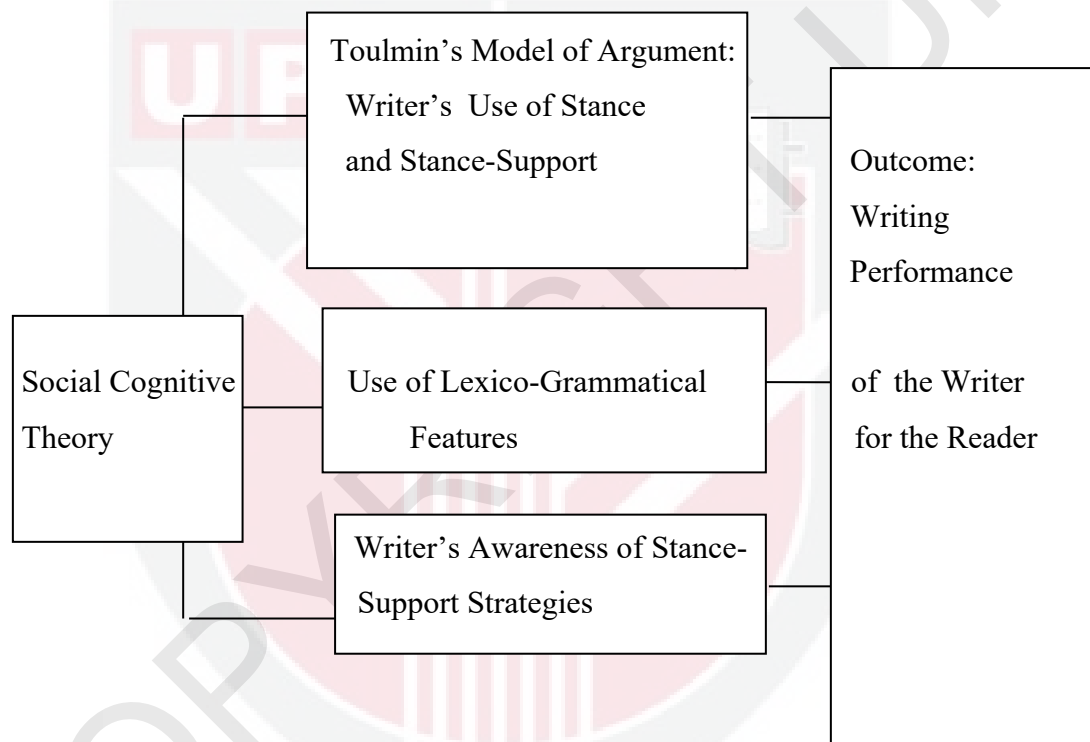 Toulmin's Model of Argument:
Writer's Use of Stance
and Stance-Support
Outcome:
Writing
Performance
of the Writer
for the Reader
Social Cognitive
Theory
Use of Lexico-Grammatical
Features
Writer's Awareness of Stance-
Support Strategies